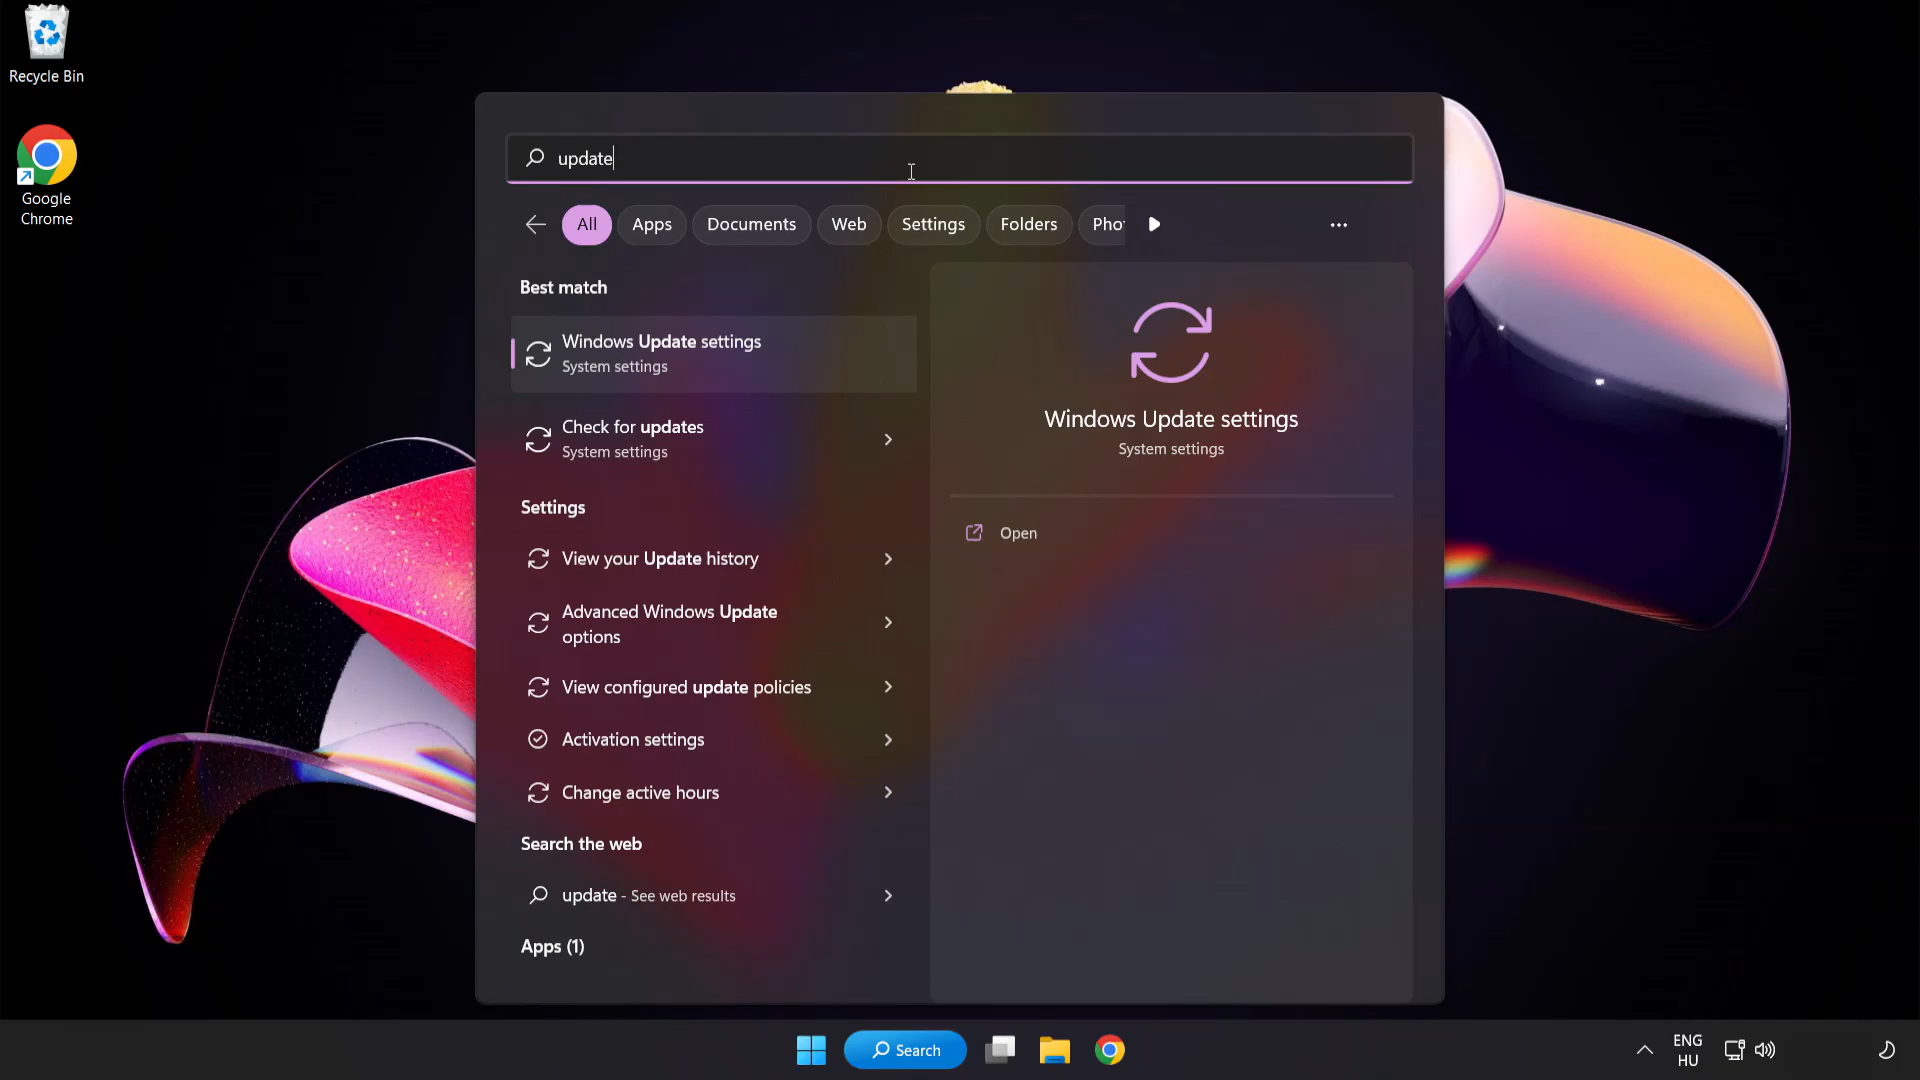 Recycle Bin
Google
Chrome
update
All
Apps
Documents
Web
Settings
Folders
Pho
Best match
Windows Update settings
System settings
Check for updates
System settings
Settings
View your Update history
Advanced Windows Update
options
View configured update policies
Activation settings
Change active hours
Search the web
update - See web results
Apps (1)
Windows Update settings
System settings
Open
Search
ENG
HU